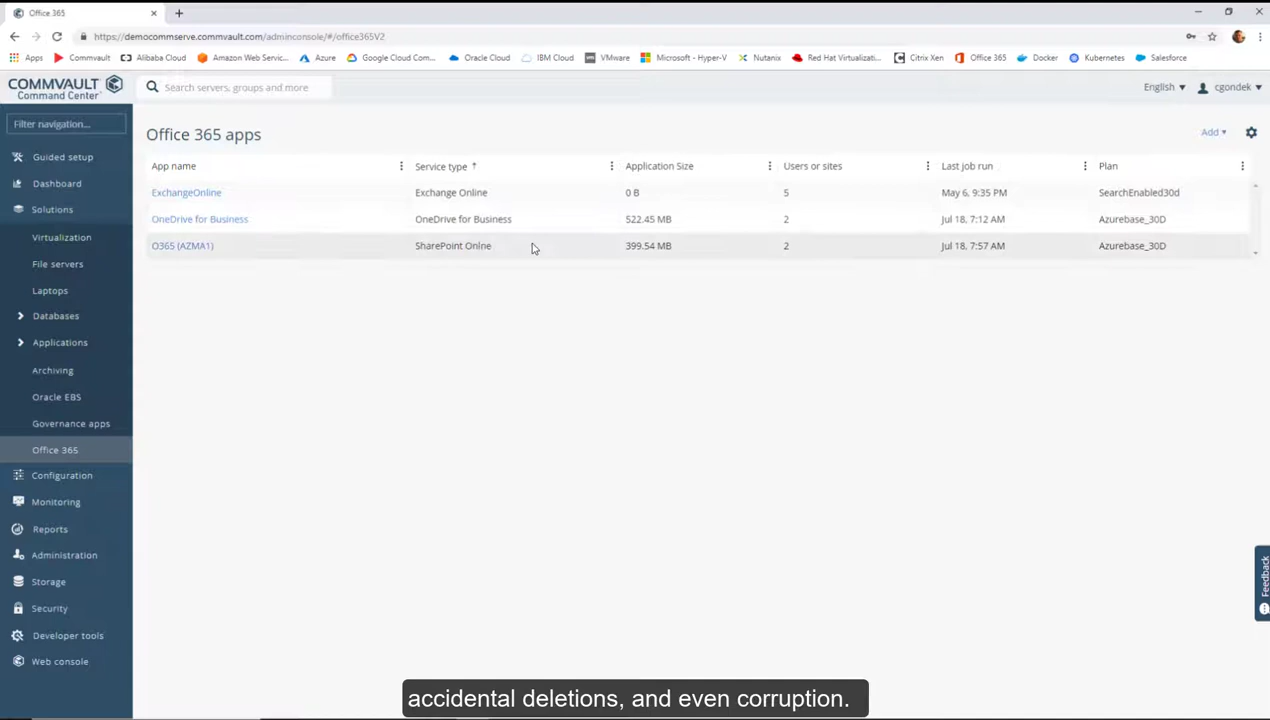 Office 365
https://democommserve.commvault.com/adminconsole/#/office365V2
Apps Commvault Alibaba Cloud Amazon Web Servic... Azure Google Cloud Com... Oracle Cloud IBM Cloud VMware Microsoft - Hyper-V Nutanix Red Hat Virtualizati... Citrix Xen Office 365 Docker Kubernetes Salesforce
COMMVAULT
Command Center
Search servers, groups and more
English
cgondek
Filter navigation...
Guided setup
Dashboard
Solutions
Virtualization
File servers
Laptops
Databases
Applications
Archiving
Oracle EBS
Governance apps
Office 365
Configuration
Monitoring
Reports
Administration
Storage
Security
Developer tools
Web console
Office 365 apps
Add
App name Service type Application Size Users or sites Last job run Plan
ExchangeOnline Exchange Online 0 B 5 May 6, 9:35 PM SearchEnabled30d
OneDrive for Business OneDrive for Business 522.45 MB 2 Jul 18, 7:12 AM Azurebase_30D
O365 (AZMA1) SharePoint Onlne 399.54 MB 2 Jul 18, 7:57 AM Azurebase_30D
Feedback
accidental deletions, and even corruption.